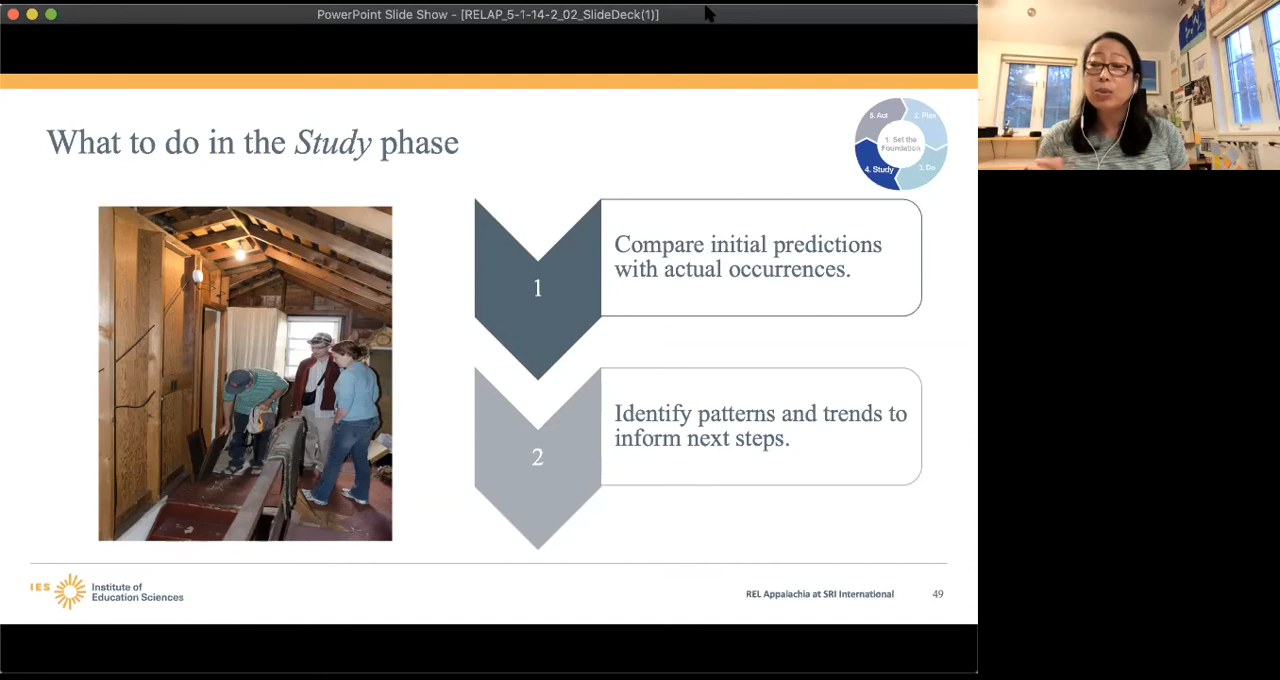 PowerPoint Slide Show - [RELAP_5-1-14-2_02_SlideDeck(1)]
What to do in the Study phase
5. Act
2. Plan
1. Set the
Foundation
4. Study
3. Do
1
Compare initial predictions
with actual occurrences.
2
Identify patterns and trends to
inform next steps.
IES
Institute of
Education Sciences
REL Appalachia at SRI International
49